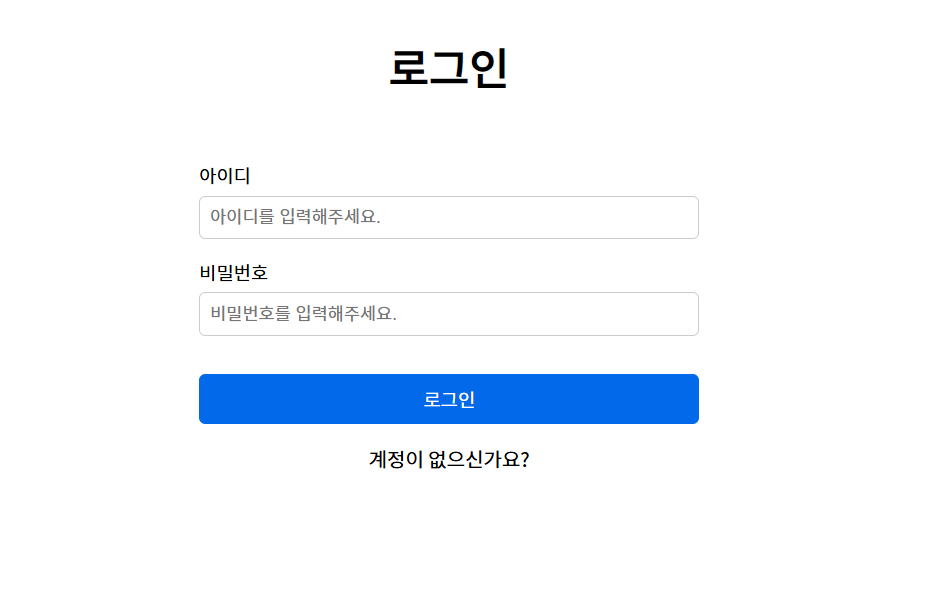 로그인
아이디
아이디를 입력해주세요.
비밀번호
비밀번호를 입력해주세요.
로그인
계정이 없으신가요?